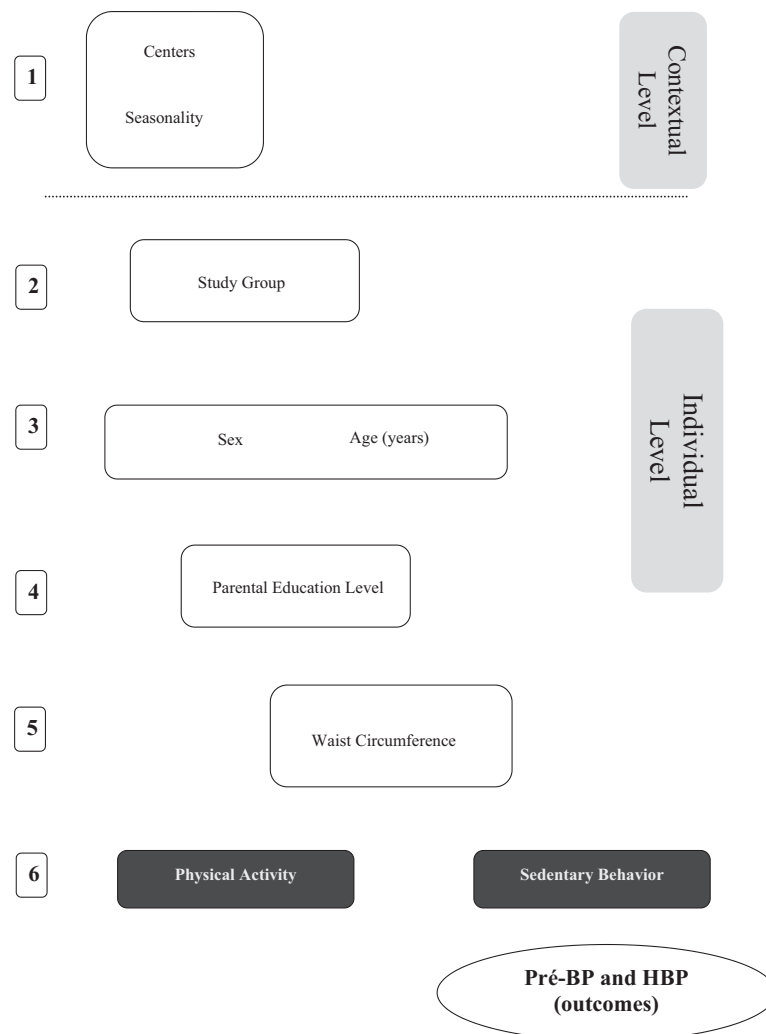 1
Centers
Seasonality
Contextual
Level
2
Study Group
3
Sex Age (years)
Individual
Level
4
Parental Education Level
5
Waist Circumference
6
Physical Activity Sedentary Behavior
Pré-BP and HBP
(outcomes)